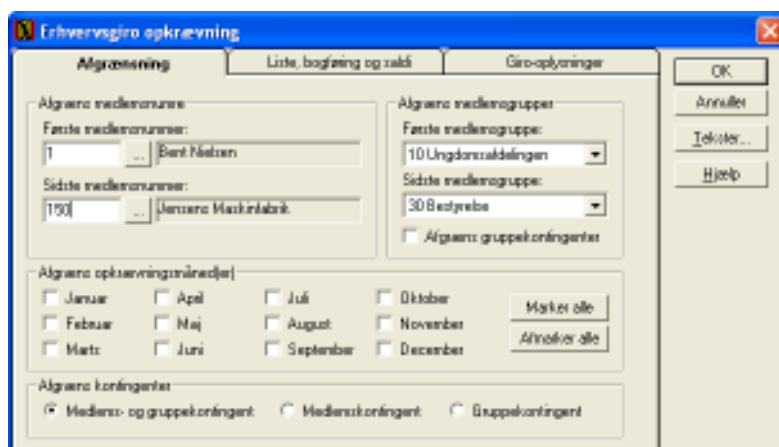 Erhvervsgiro opkrævning
Afgrænsning
Liste, bogføring og saldi
Giro-oplysninger
OK
Annuller
Tekster...
Hjælp
Afgræns medlemsnumre
Første medlemsnummer:
1 ... Bent Nielsen
Sidste medlemsnummer:
150 ... Jensens Maskinfabrik
Afgræns medlemsgrupper
Første medlemsgruppe:
10 Ungdomsafdelingen
Sidste medlemsgruppe:
30 Bestyrelse
Afgræns gruppekontingenter
Afgræns opkrævningsmåned(er)
Januar April Juli Oktober
Februar Maj August November
Marts Juni September December
Marker alle
Afmarker alle
Afgræns kontingenter
Medlems- og gruppekontingent Medlemskontingent Gruppekontingent